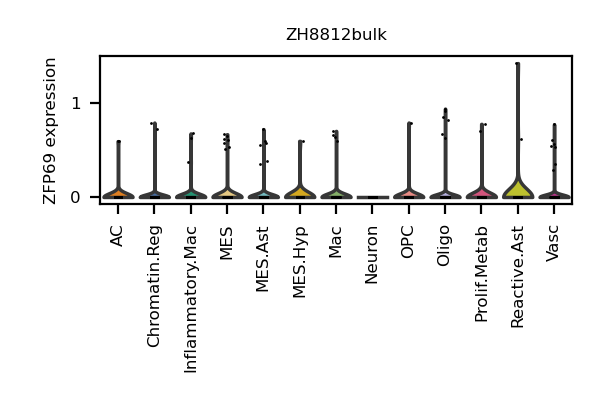 ZH8812bulk
ZFP69 expression
1
0
AC
Chromatin.Reg
Inflammatory.Mac
MES
MES.Ast
MES.Hyp
Mac
Neuron
OPC
Oligo
Prolif.Metab
Reactive.Ast
Vasc